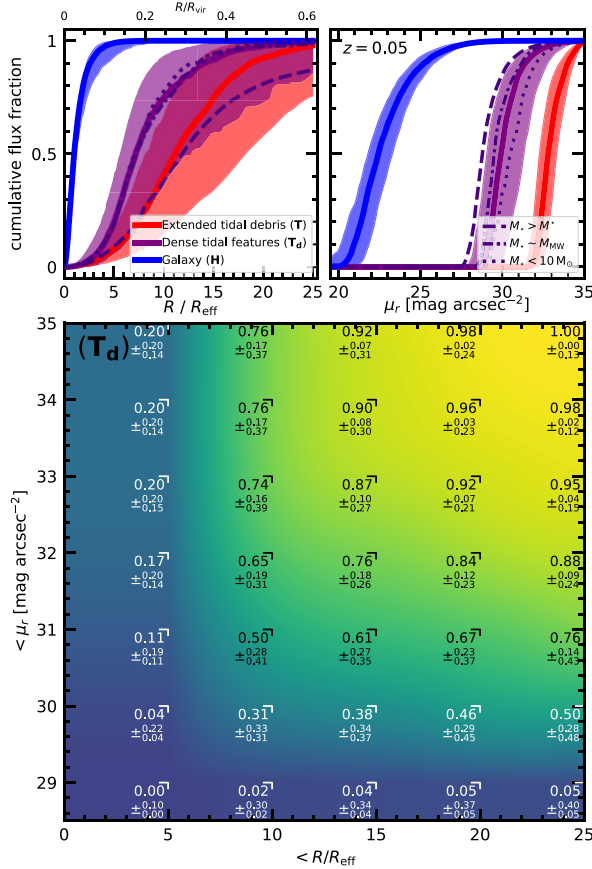 R/R_vir
0 0.2 0.4 0.6
cumulative flux fraction
1
0.5
0
Extended tidal debris (T)
Dense tidal features (T_d)
Galaxy (H)
0 5 10 15 20 25
R / R_eff
z = 0.05
M⋆ > M*
M⋆ ~ M_MW
M⋆ < 10 M_⊙
20 25 30 35
μ_r [mag arcsec⁻²]
(T_d)
35 34 33 32 31 30 29
< μ_r [mag arcsec⁻²]
0.20 0.76 0.92 0.98 1.00
±0.20 0.14 ±0.17 0.37 ±0.07 0.31 ±0.02 0.24 ±0.00 0.13
0.20 0.76 0.90 0.96 0.98
±0.20 0.14 ±0.17 0.37 ±0.08 0.30 ±0.03 0.23 ±0.02 0.12
0.20 0.74 0.87 0.92 0.95
±0.20 0.15 ±0.16 0.39 ±0.10 0.27 ±0.07 0.21 ±0.04 0.15
0.17 0.65 0.76 0.84 0.88
±0.20 0.14 ±0.19 0.31 ±0.18 0.26 ±0.12 0.23 ±0.09 0.24
0.11 0.50 0.61 0.67 0.76
±0.19 0.11 ±0.28 0.41 ±0.27 0.35 ±0.23 0.37 ±0.14 0.43
0.04 0.31 0.38 0.46 0.50
±0.22 0.04 ±0.33 0.31 ±0.34 0.37 ±0.29 0.45 ±0.28 0.48
0.00 0.02 0.04 0.05 0.05
±0.10 0.00 ±0.30 0.02 ±0.34 0.04 ±0.37 0.05 ±0.40 0.05
0 5 10 15 20 25
< R/R_eff